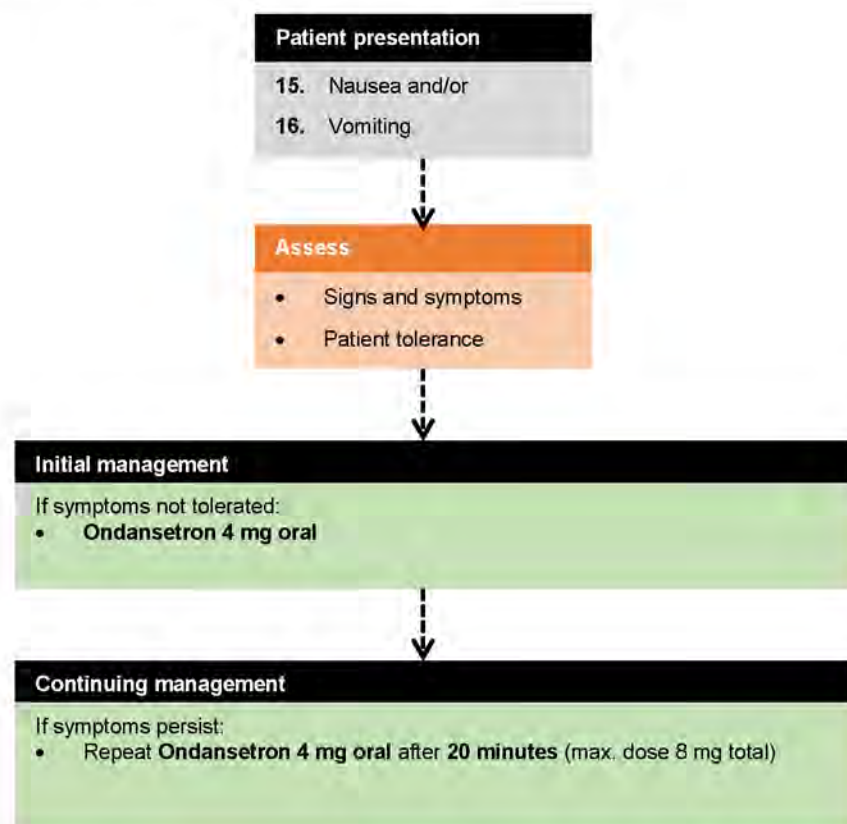 Patient presentation
15. Nausea and/or
16. Vomiting
Assess
• Signs and symptoms
• Patient tolerance
Initial management
If symptoms not tolerated:
• Ondansetron 4 mg oral
Continuing management
If symptoms persist:
• Repeat Ondansetron 4 mg oral after 20 minutes (max. dose 8 mg total)